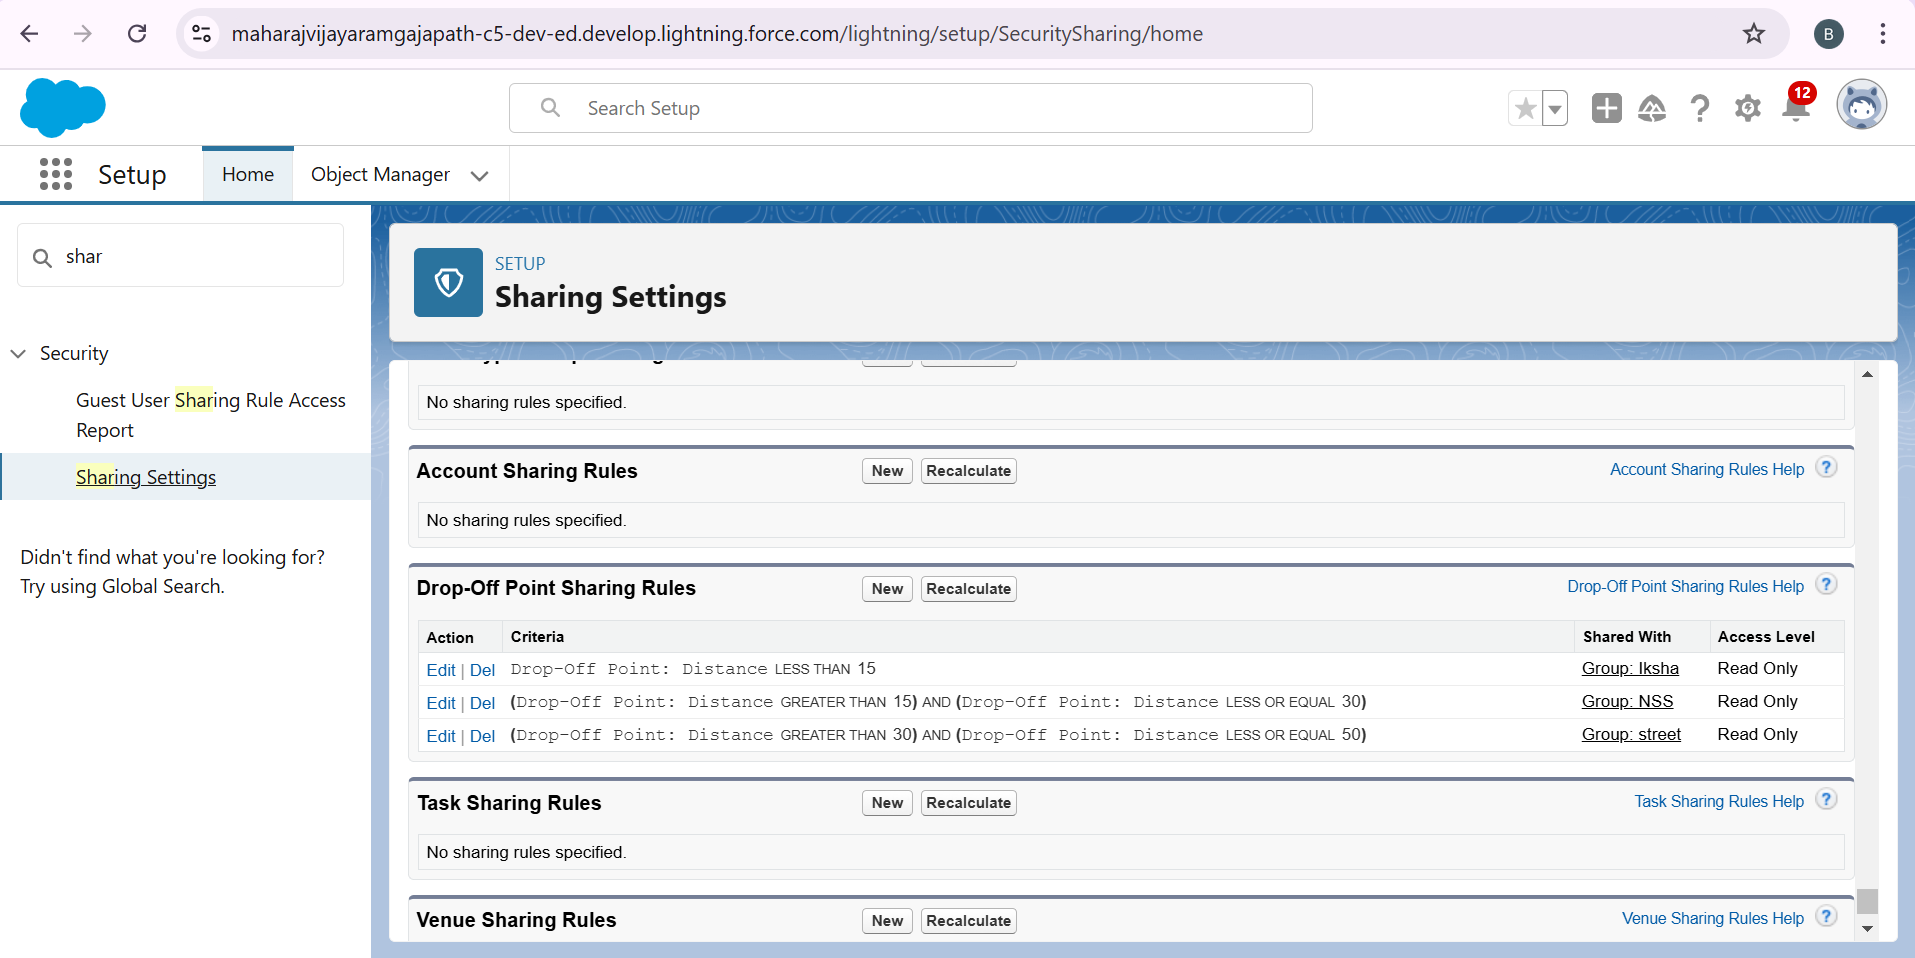 maharajvijayaramgajapath-c5-dev-ed.develop.lightning.force.com/lightning/setup/SecuritySharing/home
B
Search Setup
12
Setup
Home
Object Manager
shar
Security
Guest User Sharing Rule Access
Report
Sharing Settings
Didn't find what you're looking for?
Try using Global Search.
SETUP
Sharing Settings
No sharing rules specified.
Account Sharing Rules New Recalculate Account Sharing Rules Help ?
No sharing rules specified.
Drop-Off Point Sharing Rules New Recalculate Drop-Off Point Sharing Rules Help ?
Action Criteria Shared With Access Level
Edit | Del Drop-Off Point: Distance LESS THAN 15 Group: Iksha Read Only
Edit | Del (Drop-Off Point: Distance GREATER THAN 15) AND (Drop-Off Point: Distance LESS OR EQUAL 30) Group: NSS Read Only
Edit | Del (Drop-Off Point: Distance GREATER THAN 30) AND (Drop-Off Point: Distance LESS OR EQUAL 50) Group: street Read Only
Task Sharing Rules New Recalculate Task Sharing Rules Help ?
No sharing rules specified.
Venue Sharing Rules New Recalculate Venue Sharing Rules Help ?